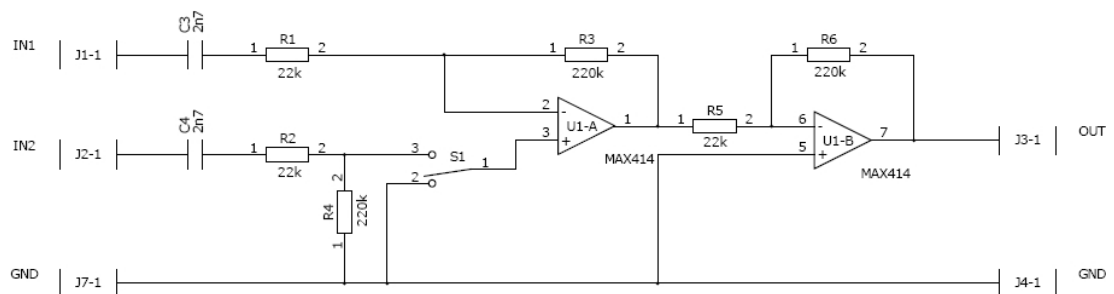 C3
2n7
IN1
J1-1
1
R1
2
22k
1
R3
2
220k
1
R6
2
220k
C4
2n7
IN2
J2-1
1
R2
2
22k
2
-
3
+
U1-A
1
MAX414
1
R5
2
22k
6
-
5
+
U1-B
7
MAX414
J3-1
OUT
3
S1
1
2
2
R4
220k
1
GND
J7-1
J4-1
GND